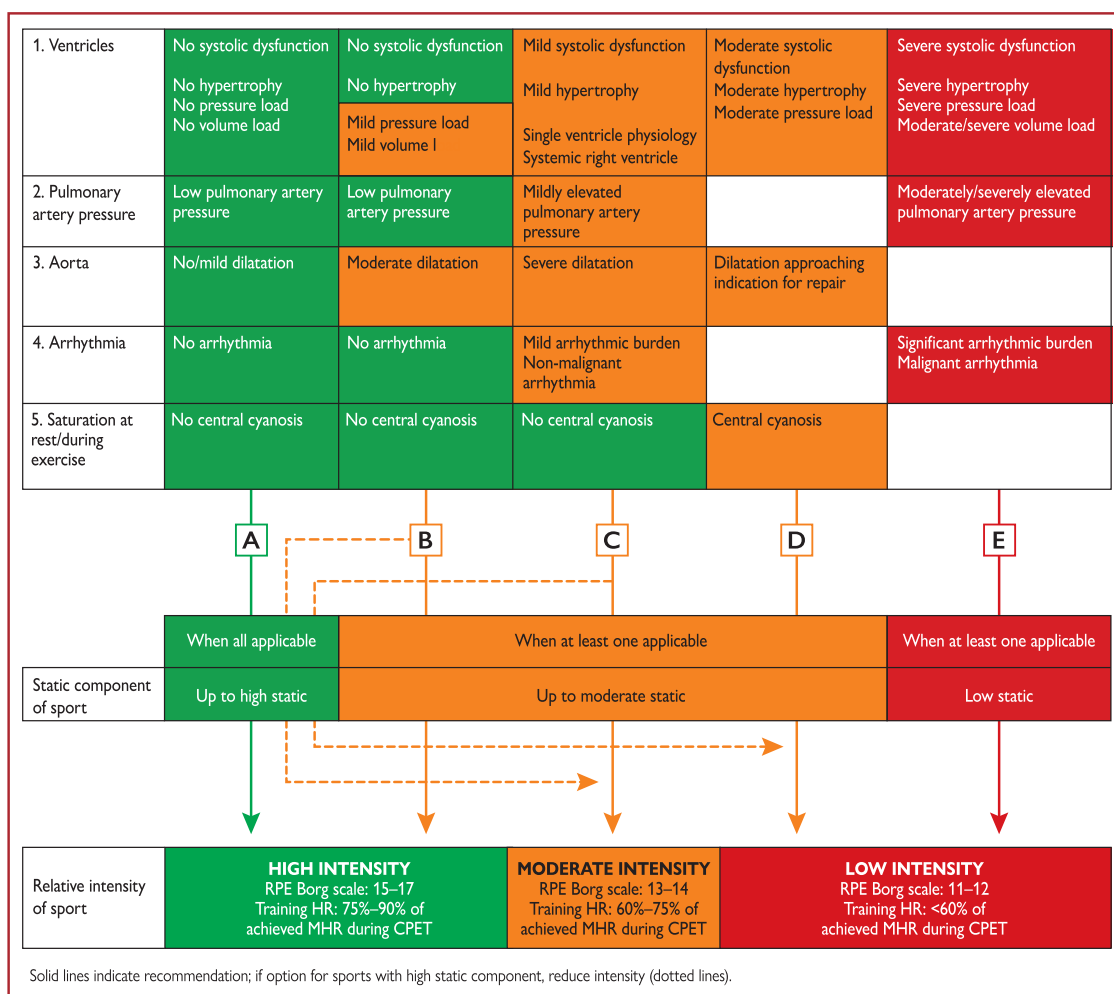 1. Ventricles
No systolic dysfunction
No hypertrophy
No pressure load
No volume load
No systolic dysfunction
No hypertrophy
Mild pressure load
Mild volume l
Mild systolic dysfunction
Mild hypertrophy
Single ventricle physiology
Systemic right ventricle
Moderate systolic
dysfunction
Moderate hypertrophy
Moderate pressure load
Severe systolic dysfunction
Severe hypertrophy
Severe pressure load
Moderate/severe volume load
2. Pulmonary
artery pressure
Low pulmonary artery
pressure
Low pulmonary
artery pressure
Mildly elevated
pulmonary artery
pressure
Moderately/severely elevated
pulmonary artery pressure
3. Aorta
No/mild dilatation
Moderate dilatation
Severe dilatation
Dilatation approaching
indication for repair
4. Arrhythmia
No arrhythmia
No arrhythmia
Mild arrhythmic burden
Non-malignant
arrhythmia
Significant arrhythmic burden
Malignant arrhythmia
5. Saturation at
rest/during
exercise
No central cyanosis
No central cyanosis
No central cyanosis
Central cyanosis
A
B
C
D
E
When all applicable
When at least one applicable
When at least one applicable
Static component
of sport
Up to high static
Up to moderate static
Low static
Relative intensity
of sport
HIGH INTENSITY
RPE Borg scale: 15–17
Training HR: 75%–90% of
achieved MHR during CPET
MODERATE INTENSITY
RPE Borg scale: 13–14
Training HR: 60%–75% of
achieved MHR during CPET
LOW INTENSITY
RPE Borg scale: 11–12
Training HR: <60% of
achieved MHR during CPET
Solid lines indicate recommendation; if option for sports with high static component, reduce intensity (dotted lines).